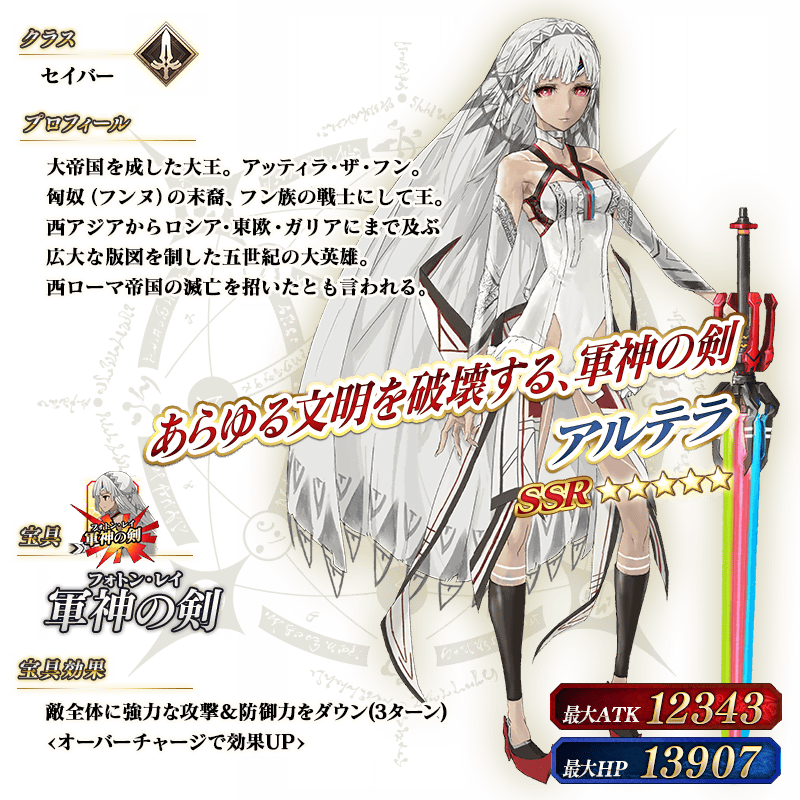 クラス
セイバー
プロフィール
大帝国を成した大王。アッティラ・ザ・フン。
匈奴（フンヌ）の末裔、フン族の戦士にして王。
西アジアからロシア・東欧・ガリアにまで及ぶ
広大な版図を制した五世紀の大英雄。
西ローマ帝国の滅亡を招いたとも言われる。
あらゆる文明を破壊する、軍神の剣
アルテラ
SSR ★★★★★
宝具
フォトン・レイ
軍神の剣
フォトン・レイ
軍神の剣
宝具効果
敵全体に強力な攻撃&防御力をダウン(3ターン)
<オーバーチャージで効果UP>
最大ATK 12343
最大HP 13907